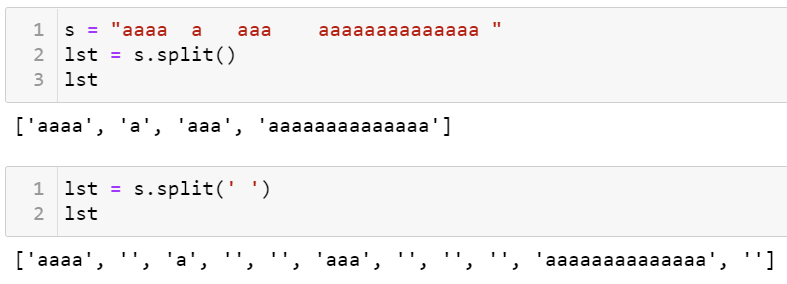 1 s = "aaaa  a   aaa    aaaaaaaaaaaaaa "
2 lst = s.split()
3 lst
['aaaa', 'a', 'aaa', 'aaaaaaaaaaaaaa']
1 lst = s.split(' ')
2 lst
['aaaa', '', 'a', '', '', 'aaa', '', '', '', 'aaaaaaaaaaaaaa', '']